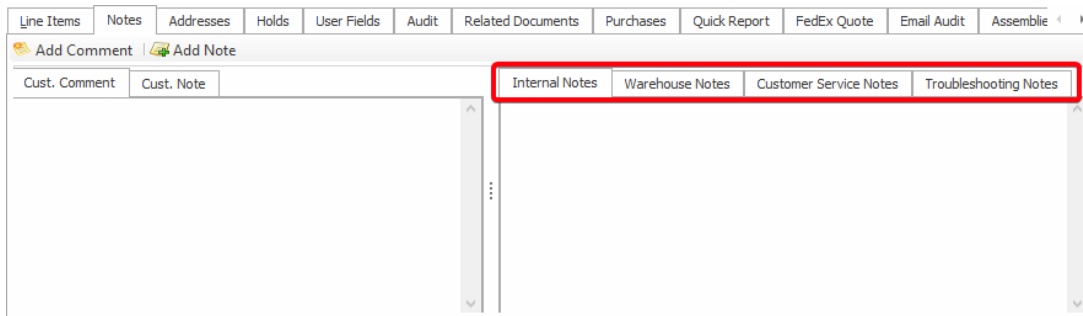 Line Items Notes Addresses Holds User Fields Audit Related Documents Purchases Quick Report FedEx Quote Email Audit Assemblie
Add Comment Add Note
Cust. Comment Cust. Note Internal Notes Warehouse Notes Customer Service Notes Troubleshooting Notes